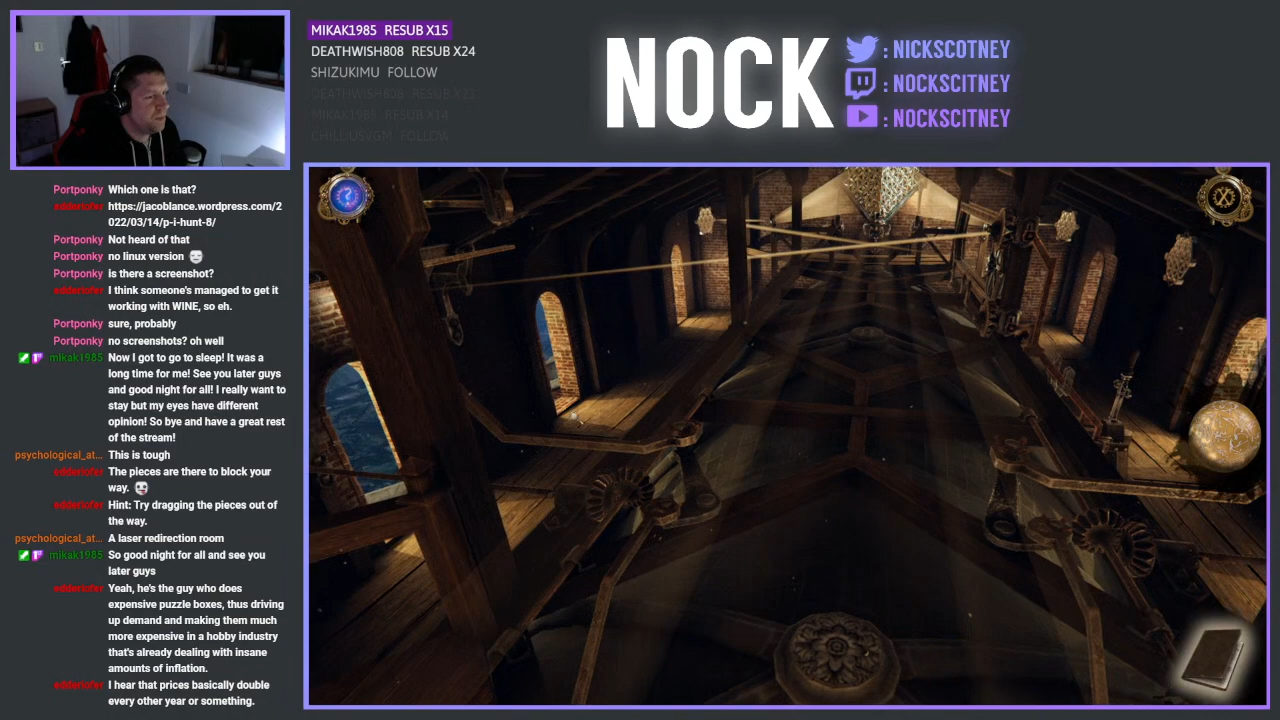 MIKAK1985 RESUB X15
DEATHWISH808 RESUB X24
SHIZUKIMU FOLLOW
DEATHWISH808 RESUB X23
MIKAK1985 RESUB X14
CHILLIUSVGM FOLLOW
NOCK
: NICKSCOTNEY
: NOCKSCITNEY
: NOCKSCITNEY
Portponky Which one is that?
edderiofer https://jacoblance.wordpress.com/2
022/03/14/p-i-hunt-8/
Portponky Not heard of that
Portponky no linux version
Portponky is there a screenshot?
edderiofer I think someone's managed to get it
working with WINE, so eh.
Portponky sure, probably
Portponky no screenshots? oh well
mikak1985 Now I got to go to sleep! It was a
long time for me! See you later guys
and good night for all! I really want to
stay but my eyes have different
opinion! So bye and have a great rest
of the stream!
psychological_at... This is tough
edderiofer The pieces are there to block your
way.
edderiofer Hint: Try dragging the pieces out of
the way.
psychological_at... A laser redirection room
mikak1985 So good night for all and see you
later guys
edderiofer Yeah, he's the guy who does
expensive puzzle boxes, thus driving
up demand and making them much
more expensive in a hobby industry
that's already dealing with insane
amounts of inflation.
edderiofer I hear that prices basically double
every other year or something.